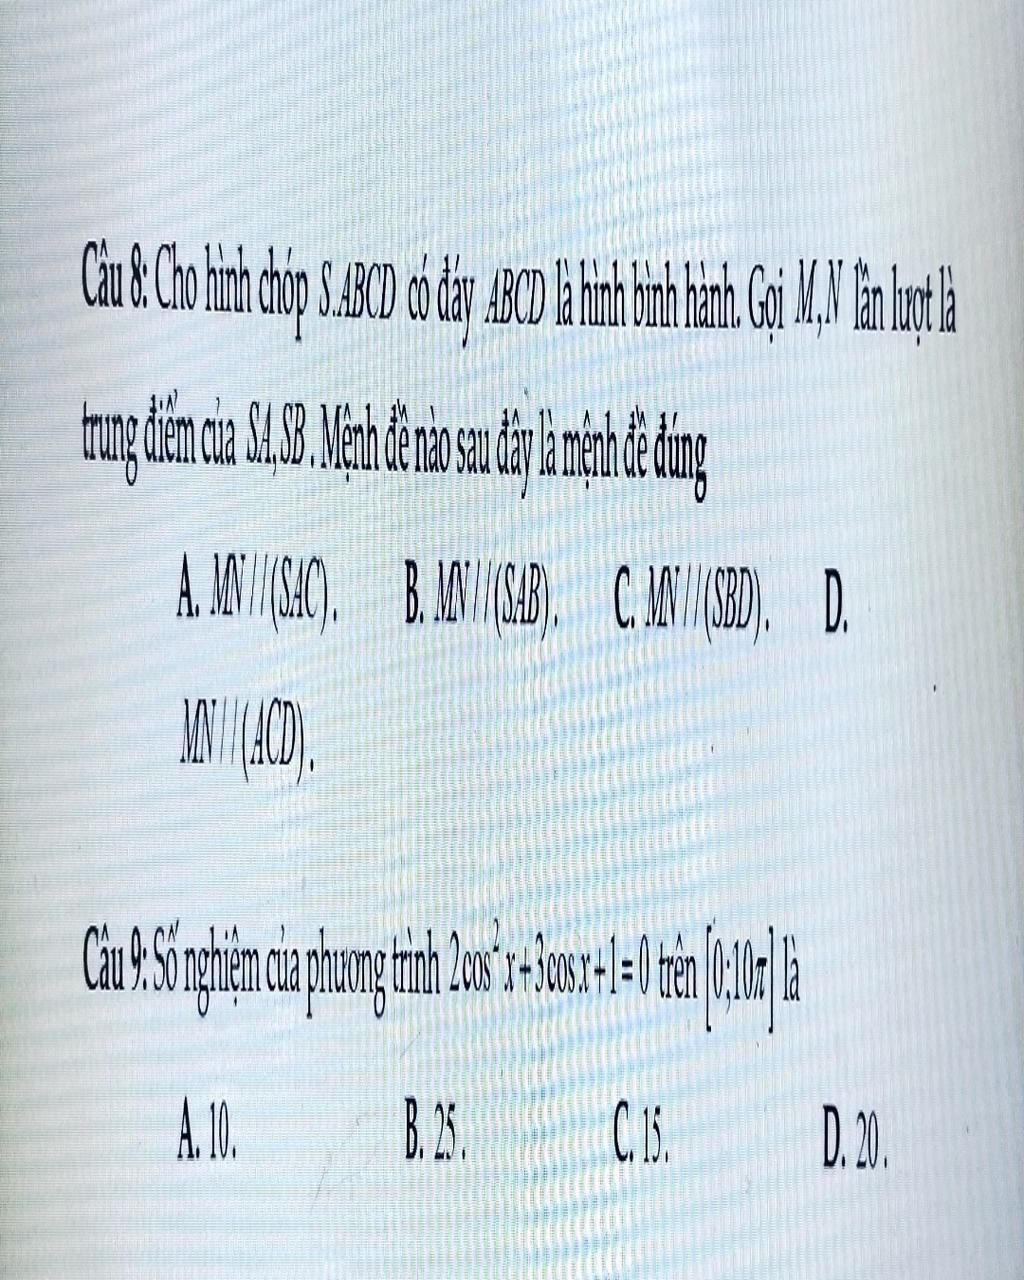 Câu 8: Cho hình chóp S.ABCD có đáy ABCD là hình bình hành. Gọi M,N lần lượt là
trung điểm của SA,SB. Mệnh đề nào sau đây là mệnh đề đúng
A. MN//(SAC). B. MN//(SAB). C. MN//(SBD). D.
MN//(ACD).
Câu 9: Số nghiệm của phương trình 2cos² x+3cosx+1=0 trên [0;10π] là
A. 10. B. 25. C. 15. D. 20.